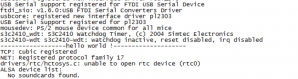 USB Serial support registered for FTDI USB Serial Device
ftdi_sio: v1.6.0:USB FTDI Serial Converters Driver
usbcore: registered new interface driver pl2303
USB Serial support registered for pl2303
mousedev: PS/2 mouse device common for all mice
S3C2410 Watchdog Timer, (c) 2004 Simtec Electronics
s3c2410-wdt s3c2410-wdt: watchdog inactive, reset disabled, irq disabled
Hello world !
TCP: cubic registered
NET: Registered protocol family 17
drivers/rtc/hctosys.c: unable to open rtc device (rtc0)
ALSA device list:
No soundcards found.